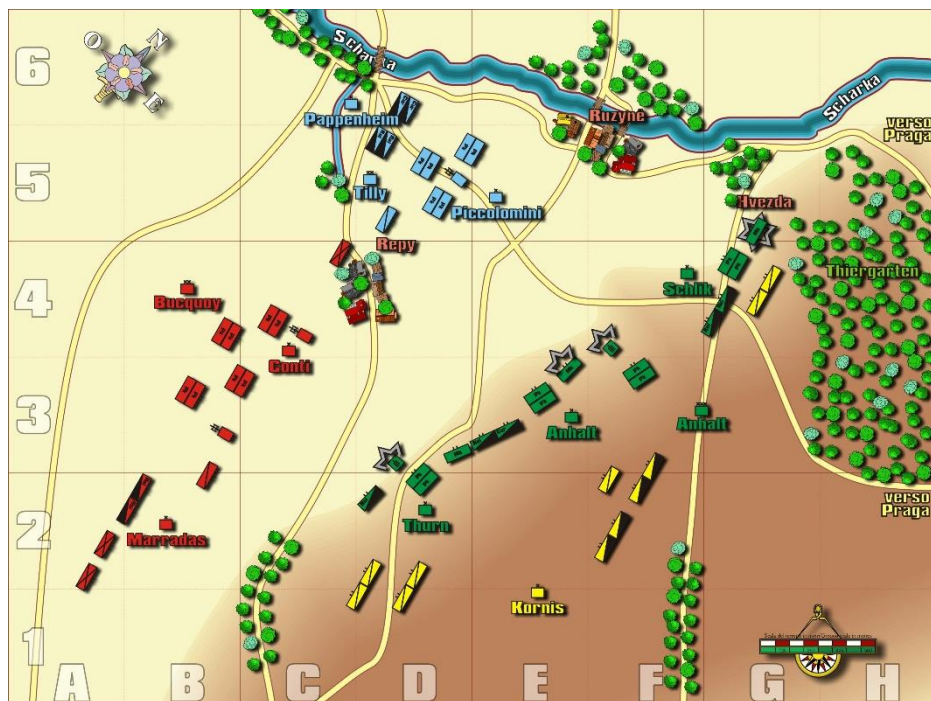 O
N
E
Scharka
6
Pappenheim
Ruzyné
Scharka
verso
Praga
5
Tilly
Piccolomini
Hvezda
Repy
Thiergarten
4
Bucquoy
Schlik
Conti
3
Anhalt
Anhalt
verso
Praga
2
Marradas
Thurn
Kornis
1
A
B
C
D
E
F
G
H